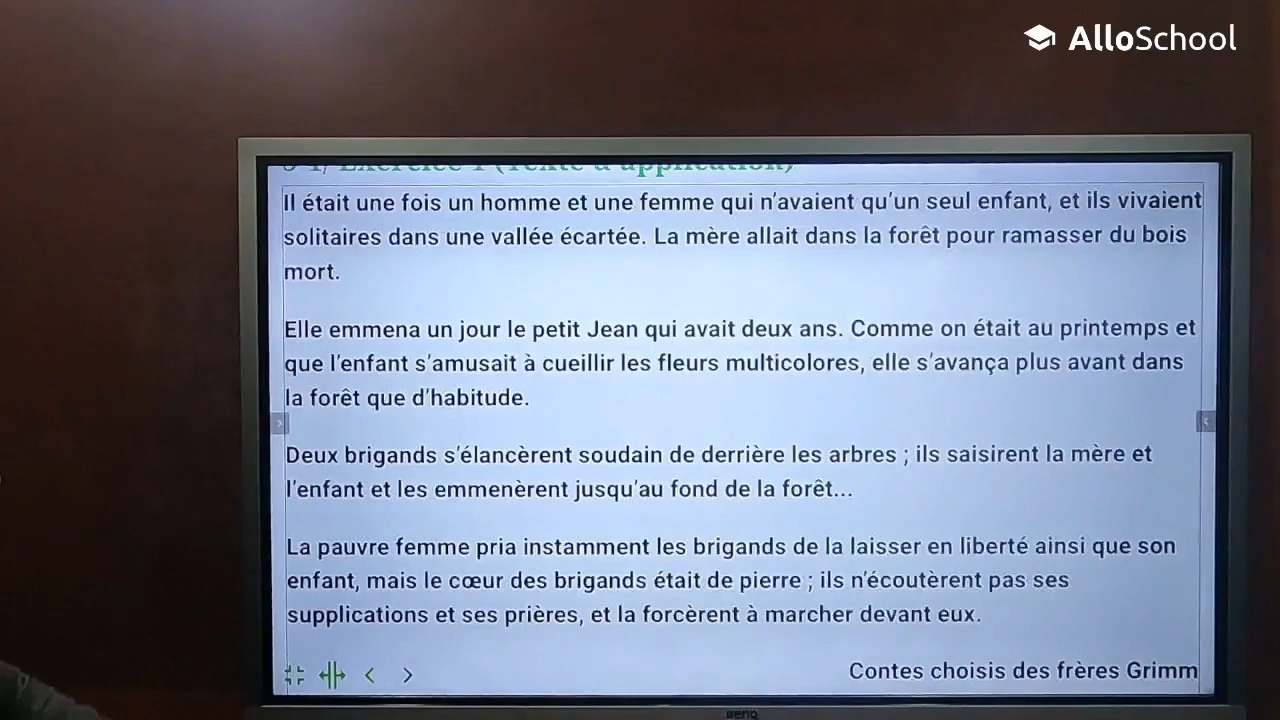 AlloSchool
3-1/ Exercice 1 (Texte d'application)
Il était une fois un homme et une femme qui n'avaient qu'un seul enfant, et ils vivaient
solitaires dans une vallée écartée. La mère allait dans la forêt pour ramasser du bois
mort.
Elle emmena un jour le petit Jean qui avait deux ans. Comme on était au printemps et
que l'enfant s'amusait à cueillir les fleurs multicolores, elle s'avança plus avant dans
la forêt que d'habitude.
Deux brigands s'élancèrent soudain de derrière les arbres ; ils saisirent la mère et
l'enfant et les emmenèrent jusqu'au fond de la forêt...
La pauvre femme pria instamment les brigands de la laisser en liberté ainsi que son
enfant, mais le cœur des brigands était de pierre ; ils n'écoutèrent pas ses
supplications et ses prières, et la forcèrent à marcher devant eux.
Contes choisis des frères Grimm
BenQ